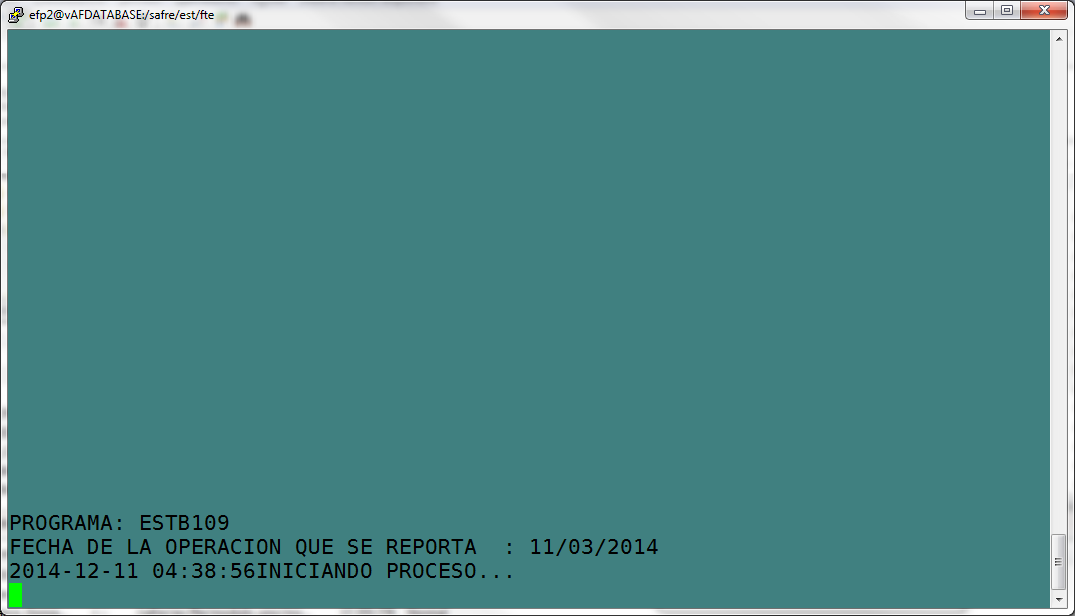 efp2@vAFDATABASE:/safre/est/fte
PROGRAMA: ESTB109
FECHA DE LA OPERACION QUE SE REPORTA  : 11/03/2014
2014-12-11 04:38:56INICIANDO PROCESO...